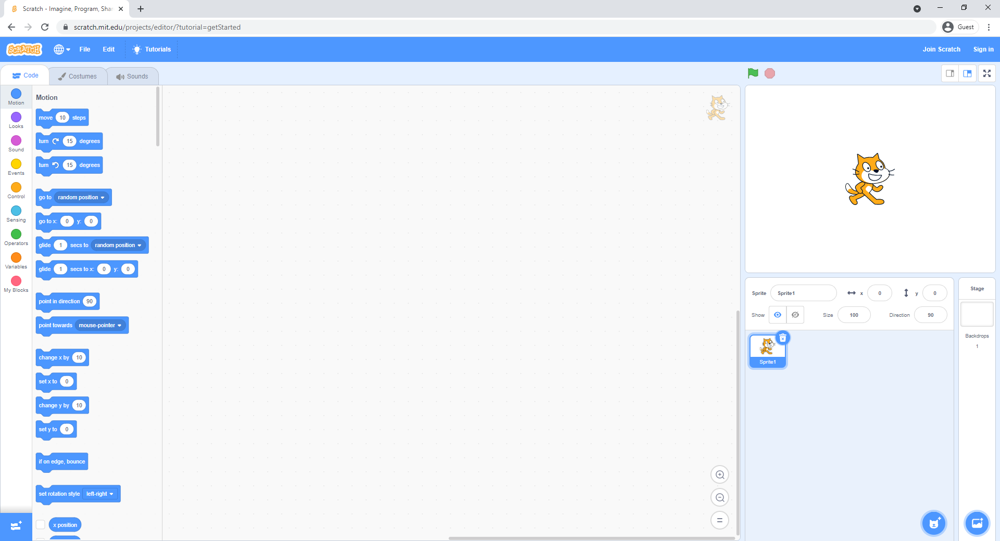 Scratch - Imagine, Program, Shar
scratch.mit.edu/projects/editor/?tutorial=getStarted
Guest
SCRATCH
File
Edit
Tutorials
Join Scratch
Sign in
Code
Costumes
Sounds
Motion
Looks
Sound
Events
Control
Sensing
Operators
Variables
My Blocks
Motion
move 10 steps
turn 15 degrees
turn 15 degrees
go to random position
go to x: 0 y: 0
glide 1 secs to random position
glide 1 secs to x: 0 y: 0
point in direction 90
point towards mouse-pointer
change x by 10
set x to 0
change y by 10
set y to 0
if on edge, bounce
set rotation style left-right
x position
Sprite Sprite1 x 0 y 0
Show Size 100 Direction 90
Sprite1
Stage
Backdrops
1